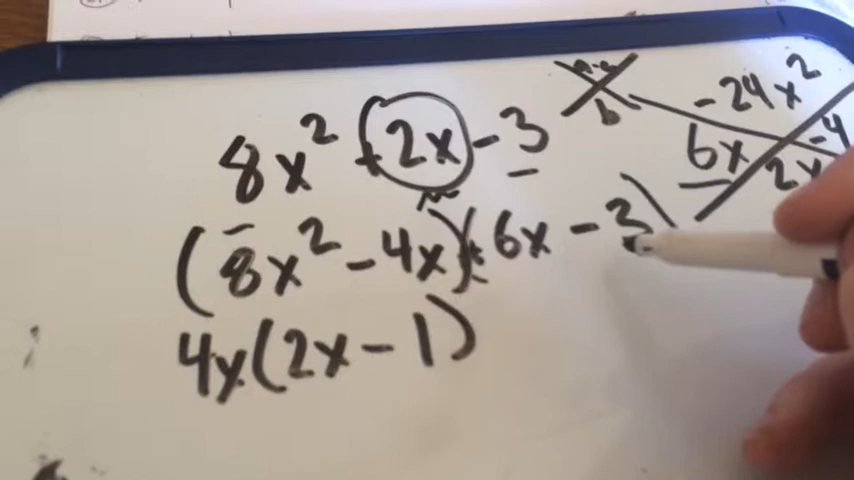 8x² + 2x - 3
(8x² - 4x)(+6x - 3)
4x(2x - 1)
a·c
b
-24x²
6x -4
2x